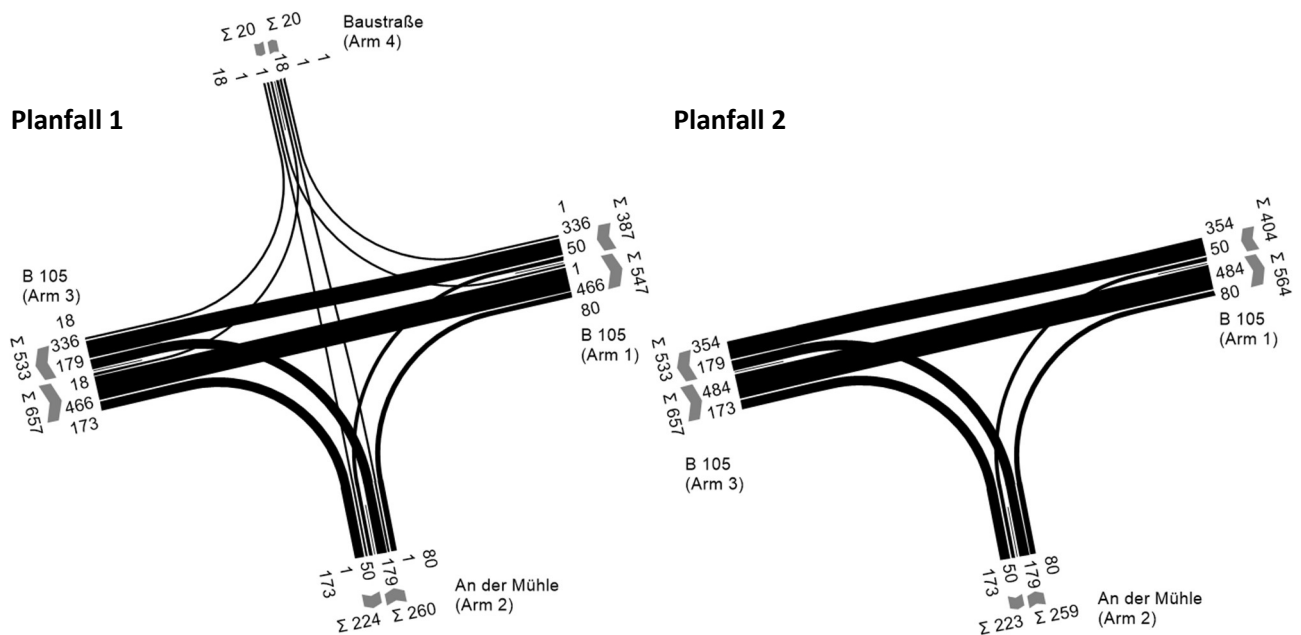 Planfall 1
Σ 20 Σ 20
18 1 1 18 1 1
Baustraße
(Arm 4)
1
336
50
1
466
80
Σ 387
Σ 547
B 105
(Arm 1)
B 105
(Arm 3)
18
336
179
18
466
173
Σ 533
Σ 657
173 1 50 179 1 80
Σ 224 Σ 260
An der Mühle
(Arm 2)
Planfall 2
354
50
484
80
Σ 404
Σ 564
B 105
(Arm 1)
354
179
484
173
Σ 533
Σ 657
B 105
(Arm 3)
173 50 179 80
Σ 223 Σ 259
An der Mühle
(Arm 2)